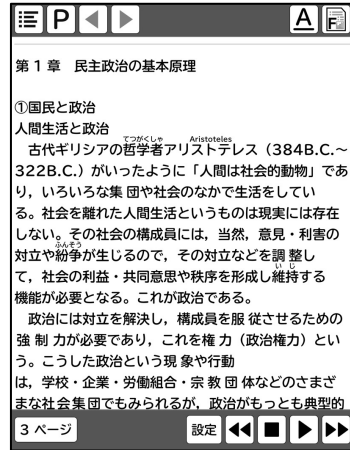 P
A
F
第1章　民主政治の基本原理
①国民と政治
人間生活と政治
てつがくしゃ　Aristoteles
古代ギリシアの哲学者アリストテレス（384B.C.～
322B.C.）がいったように「人間は社会的動物」であ
り，いろいろな集 団や社会のなかで生活をしてい
る。社会を離れた人間生活というものは現実には存在
しない。その社会の構成員には，当然，意見・利害の
ふんそう
対立や紛争が生じるので，その対立などを調 整し
いじ
て，社会の利益・共同意思や秩序を形成し維持する
機能が必要となる。これが政治である。
政治には対立を解決し，構成員を服 従させるための
強 制 力が必要であり，これを権 力（政治権力）とい
う。こうした政治という現 象や行動
は，学校・企業・労働組合・宗 教 団 体などのさまざ
まな社会集団でもみられるが，政治がもっとも典型的
3 ページ
設定